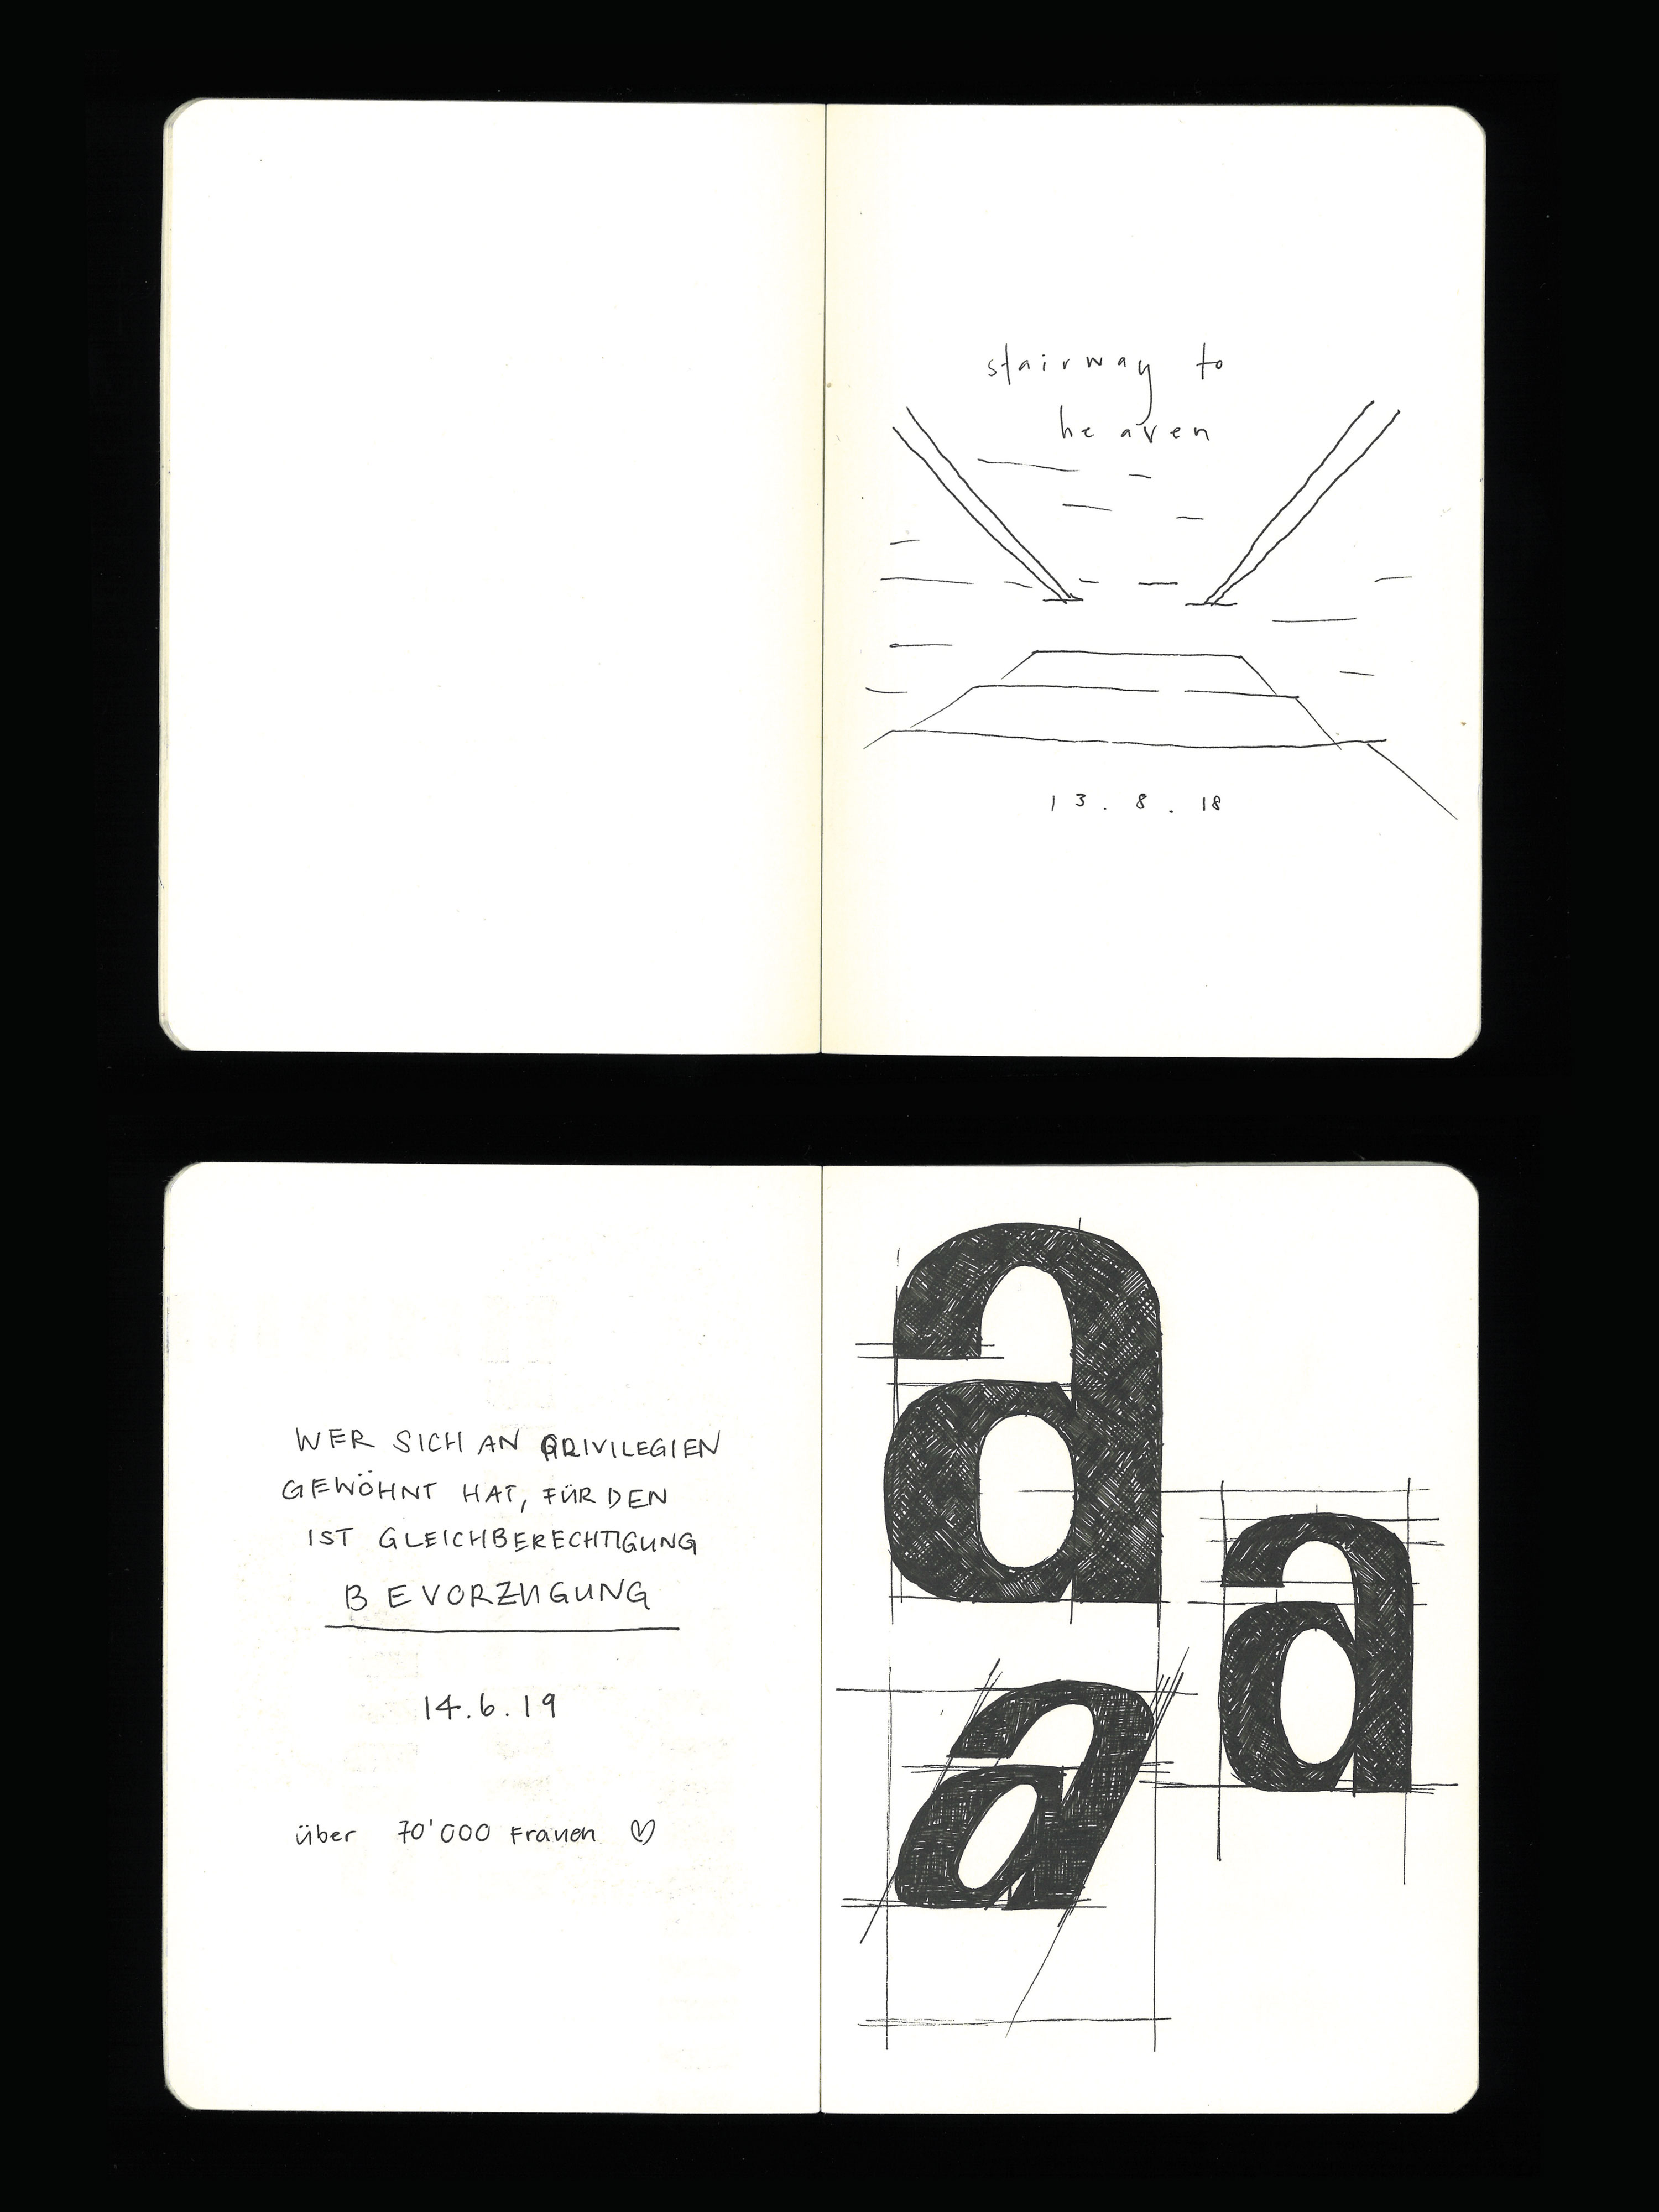 stairway to
heaven
13.8.18
WER SICH AN PRIVILEGIEN
GEWÖHNT HAT, FÜR DEN
IST GLEICHBERECHTIGUNG
BEVORZUGUNG
14.6.19
über 70'000 Frauen ♡
a
a
a